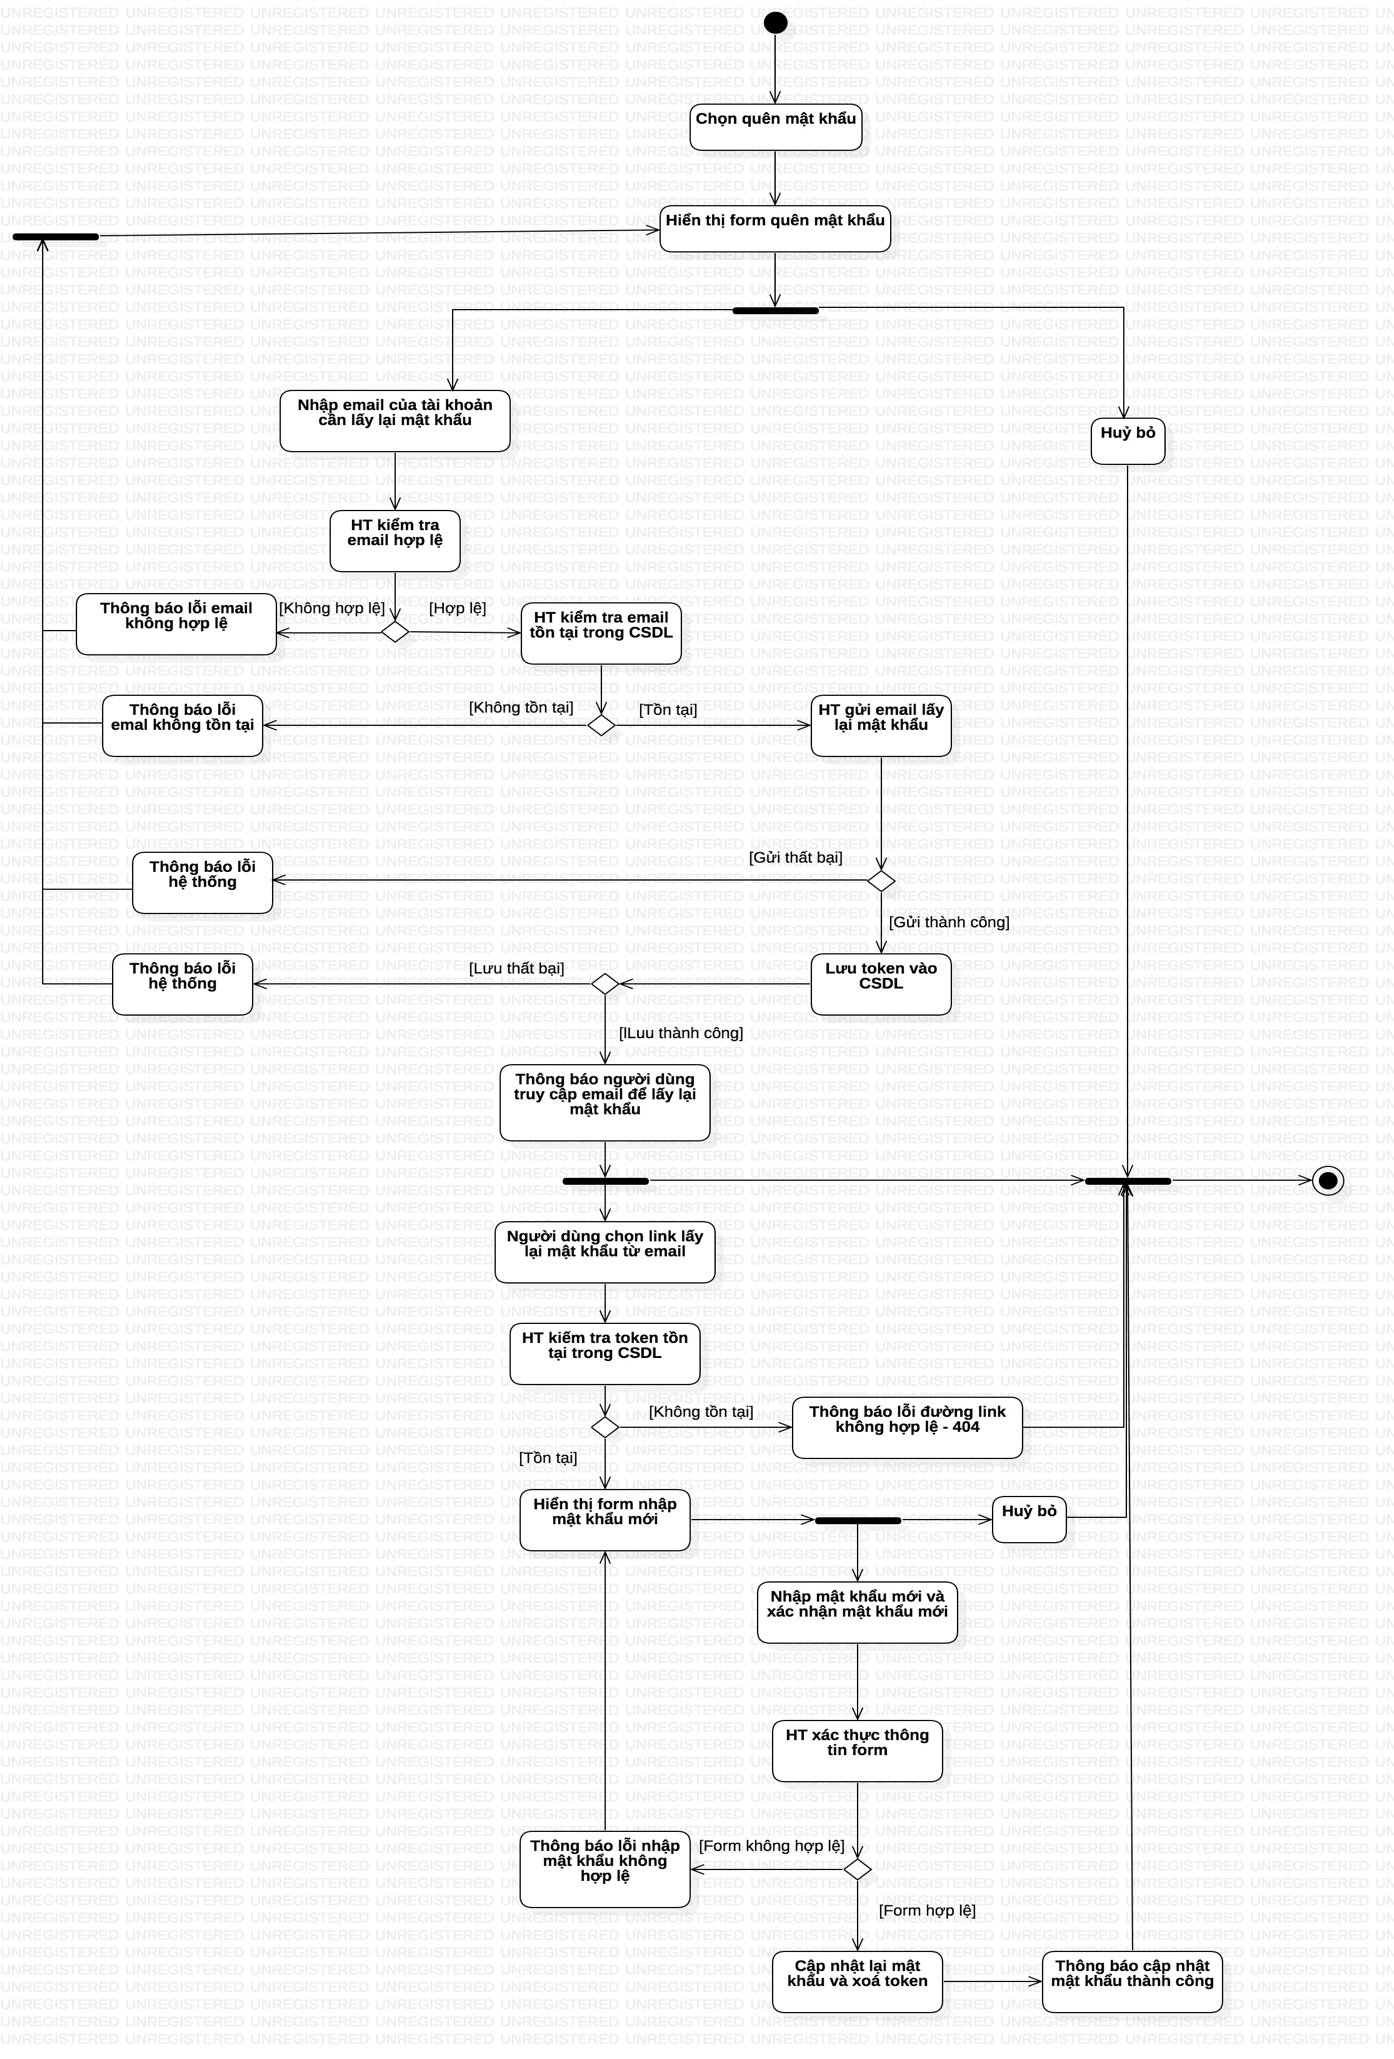 Chọn quên mật khẩu
Hiển thị form quên mật khẩu
Nhập email của tài khoản
cần lấy lại mật khẩu
Huỷ bỏ
HT kiểm tra
email hợp lệ
Thông báo lỗi email
không hợp lệ
[Không hợp lệ]
[Hợp lệ]
HT kiểm tra email
tồn tại trong CSDL
Thông báo lỗi
emal không tồn tại
[Không tồn tại]
[Tồn tại]
HT gửi email lấy
lại mật khẩu
Thông báo lỗi
hệ thống
[Gửi thất bại]
[Gửi thành công]
Thông báo lỗi
hệ thống
[Lưu thất bại]
Lưu token vào
CSDL
[lLuu thành công]
Thông báo người dùng
truy cập email để lấy lại
mật khẩu
Người dùng chọn link lấy
lại mật khẩu từ email
HT kiếm tra token tồn
tại trong CSDL
[Không tồn tại]
Thông báo lỗi đường link
không hợp lệ - 404
[Tồn tại]
Hiển thị form nhập
mật khẩu mới
Huỷ bỏ
Nhập mật khẩu mới và
xác nhận mật khẩu mới
HT xác thực thông
tin form
Thông báo lỗi nhập
mật khẩu không
hợp lệ
[Form không hợp lệ]
[Form hợp lệ]
Cập nhật lại mật
khẩu và xoá token
Thông báo cập nhật
mật khẩu thành công